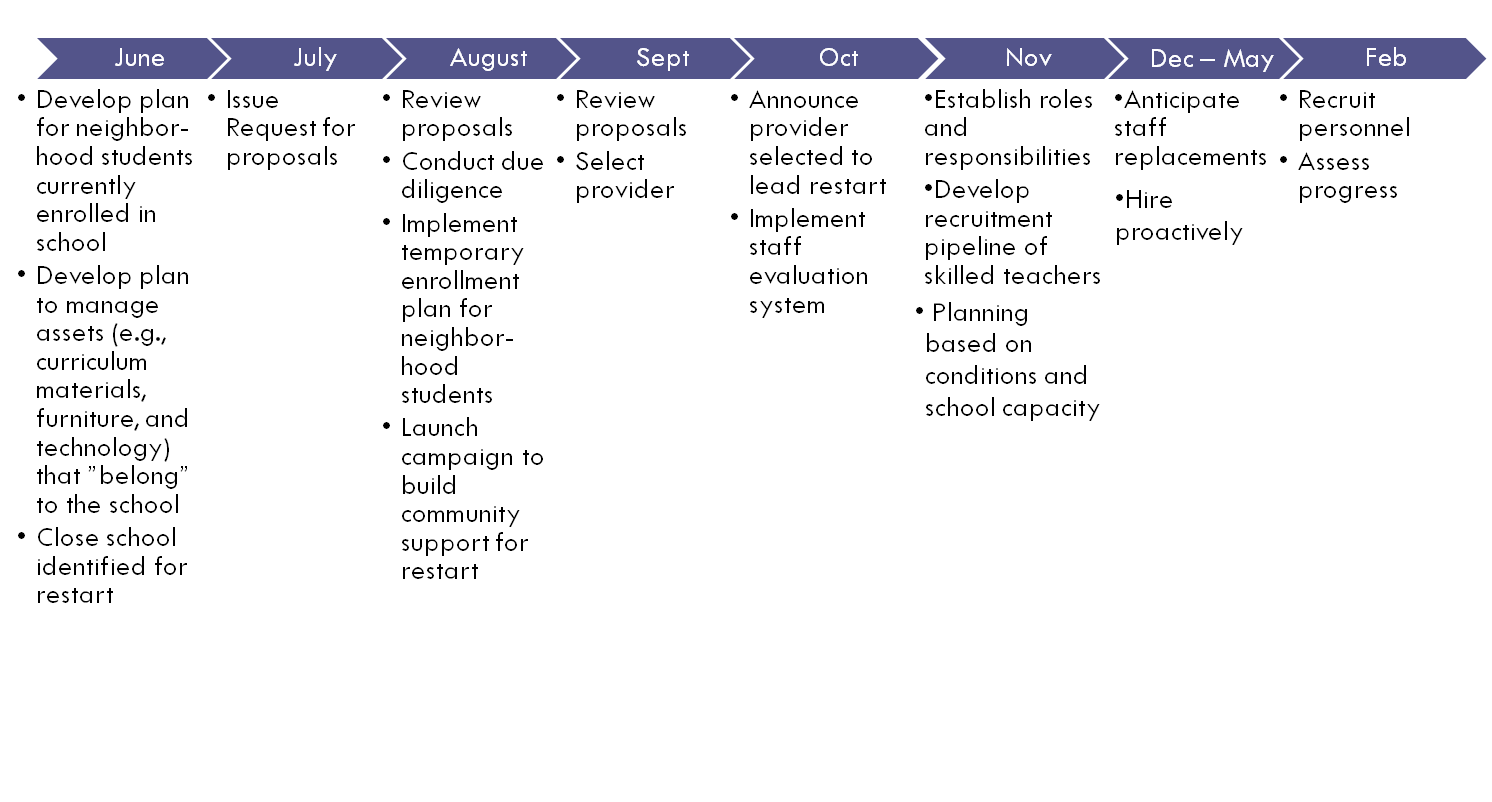 June
July
August
Sept
Oct
Nov
Dec – May
Feb
• Develop plan
for neighbor-
hood students
currently
enrolled in
school
• Develop plan
to manage
assets (e.g.,
curriculum
materials,
furniture, and
technology)
that ”belong”
to the school
• Close school
identified for
restart
• Issue
Request for
proposals
• Review
proposals
• Conduct due
diligence
• Implement
temporary
enrollment
plan for
neighbor-
hood
students
• Launch
campaign to
build
community
support for
restart
• Review
proposals
• Select
provider
• Announce
provider
selected to
lead restart
• Implement
staff
evaluation
system
•Establish roles
and
responsibilities
•Develop
recruitment
pipeline of
skilled teachers
• Planning
based on
conditions and
school capacity
•Anticipate
staff
replacements
•Hire
proactively
• Recruit
personnel
• Assess
progress